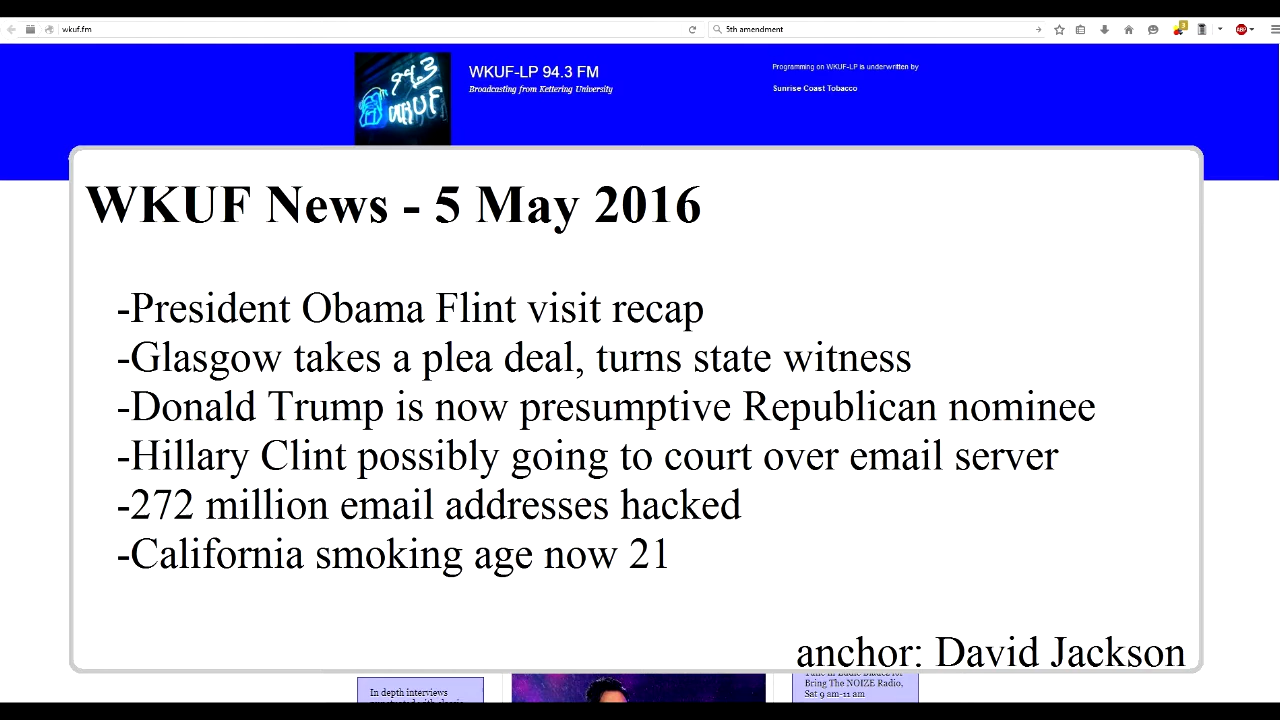 wkuf.fm
5th amendment
3
ABP
943
WKUF
WKUF-LP 94.3 FM
Broadcasting from Kettering University
Programming on WKUF-LP is underwritten by
Sunrise Coast Tobacco
WKUF News - 5 May 2016
-President Obama Flint visit recap
-Glasgow takes a plea deal, turns state witness
-Donald Trump is now presumptive Republican nominee
-Hillary Clint possibly going to court over email server
-272 million email addresses hacked
-California smoking age now 21
anchor: David Jackson
In depth interviews
Bring The NOIZE Radio,
Sat 9 am-11 am